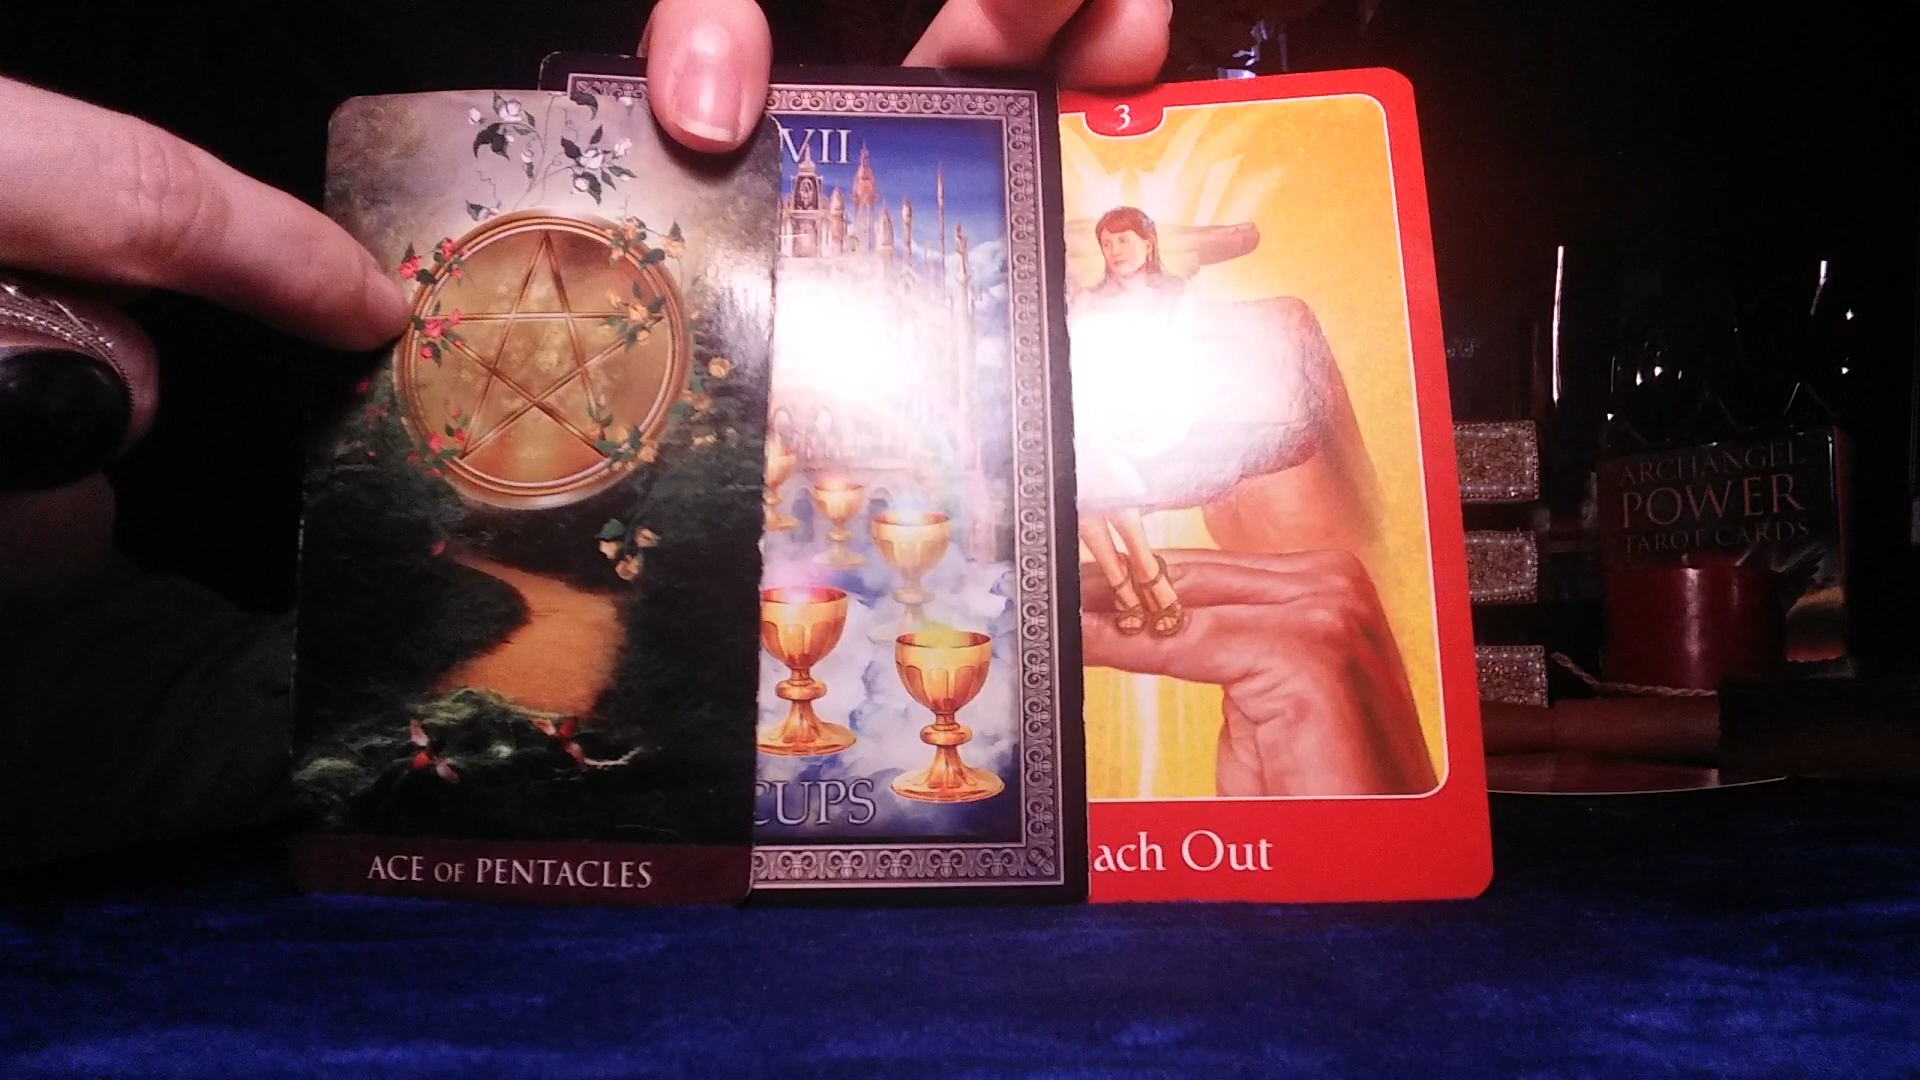 ACE OF PENTACLES
VII
CUPS
3
ach Out
ARCHANGEL
POWER
TAROT CARDS